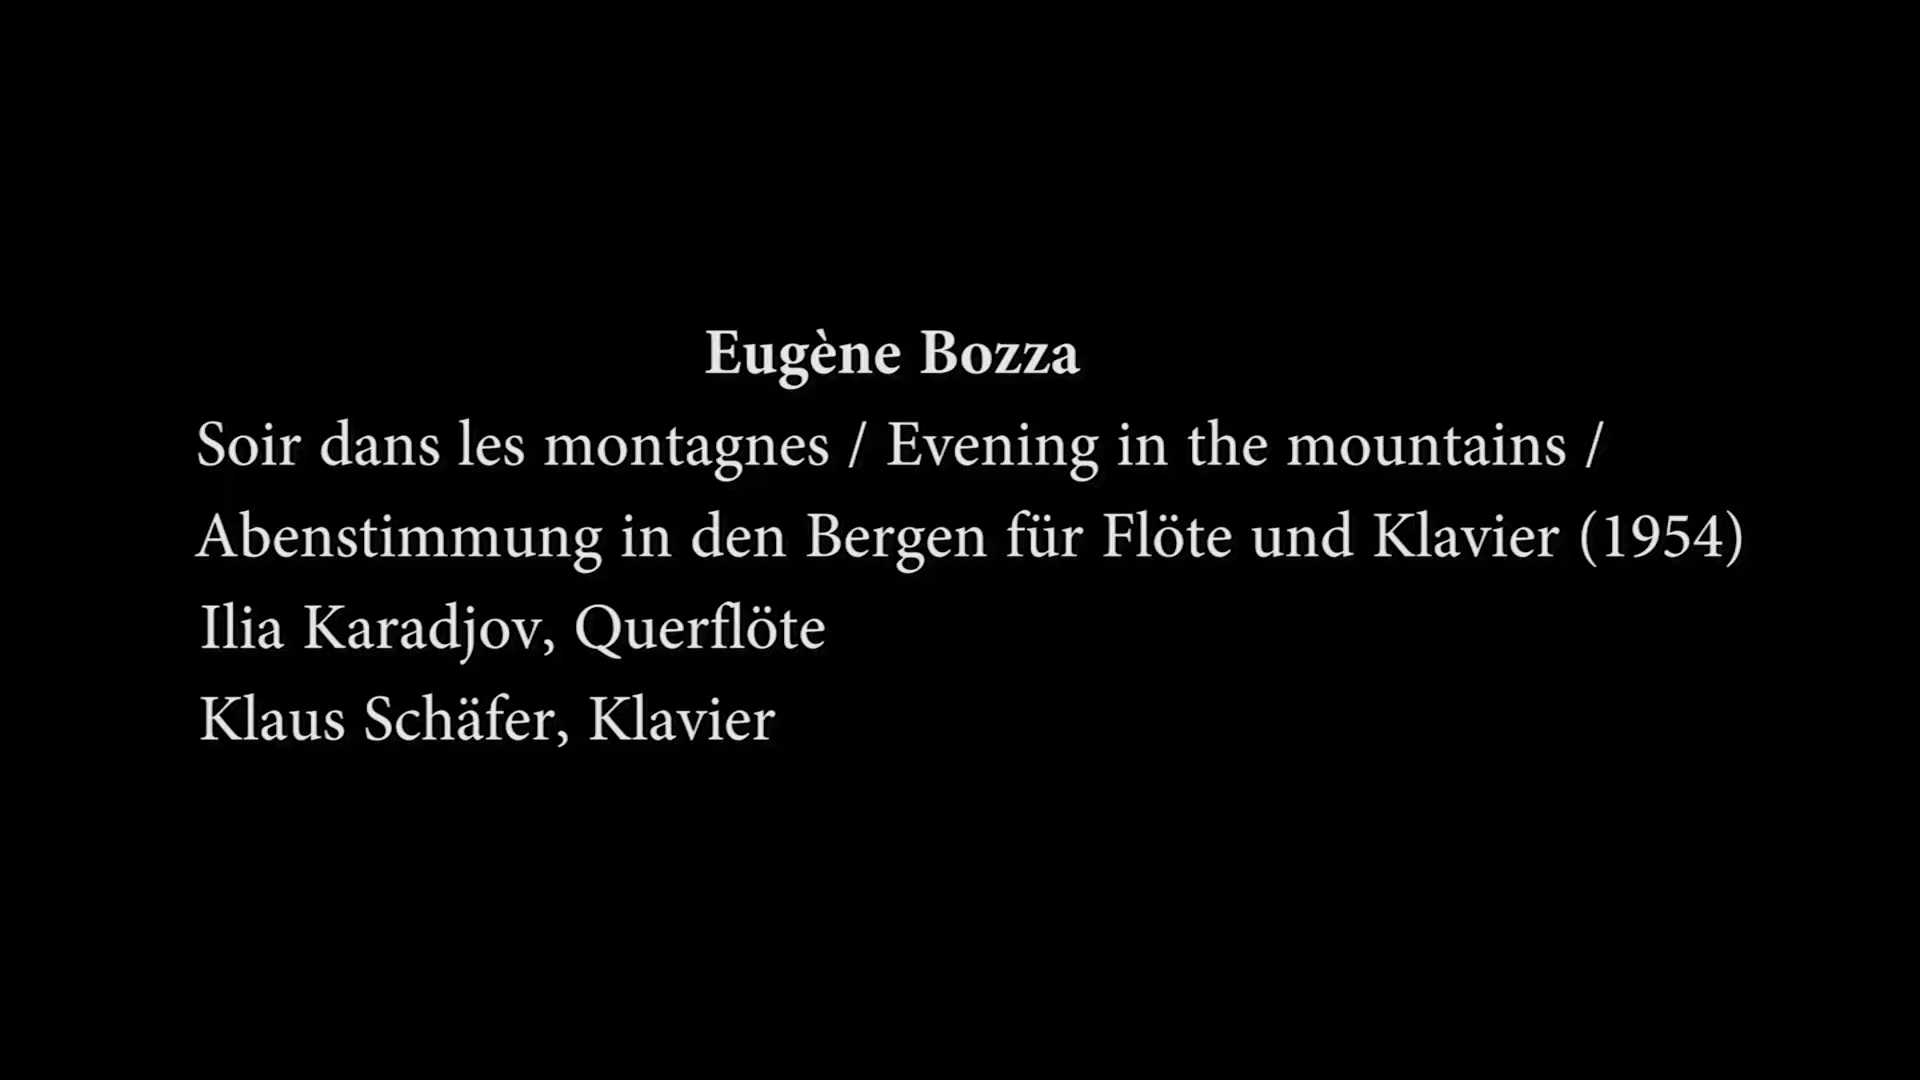 Eugène Bozza
Soir dans les montagnes / Evening in the mountains /
Abenstimmung in den Bergen für Flöte und Klavier (1954)
Ilia Karadjov, Querflöte
Klaus Schäfer, Klavier